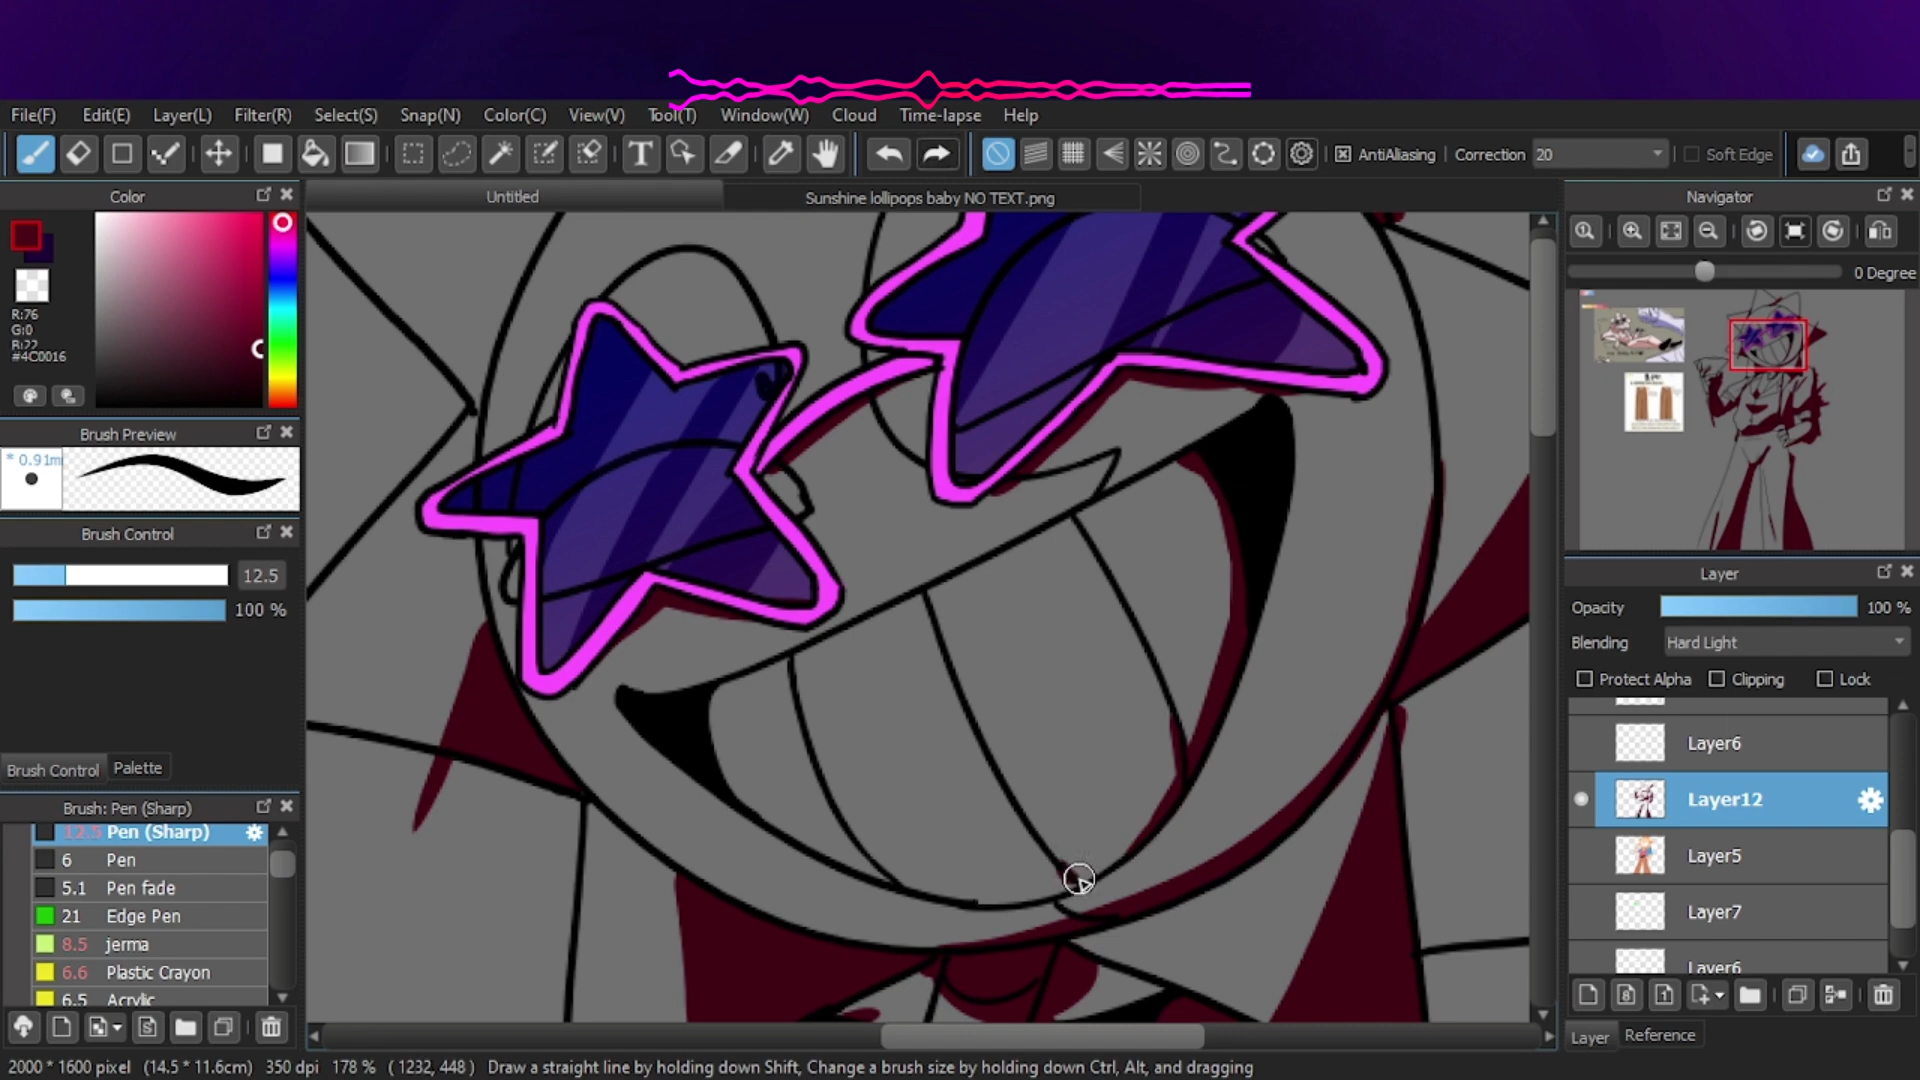 File(F) Edit(E) Layer(L) Filter(R) Select(S) Snap(N) Color(C) View(V) Tool(T) Window(W) Cloud Time-lapse Help
AntiAliasing Correction 20 Soft Edge
Color
Untitled
Sunshine lollipops baby NO TEXT.png
Navigator
0 Degree
R:76
G:0
B:22
#4C0016
Brush Preview
* 0.91m
Brush Control
12.5
100 %
Brush Control Palette
Brush: Pen (Sharp)
12.5 Pen (Sharp)
6 Pen
5.1 Pen fade
21 Edge Pen
8.5 jerma
6.6 Plastic Crayon
6.5 Acrylic
Layer
Opacity 100 %
Blending Hard Light
Protect Alpha Clipping Lock
Layer6
Layer12
Layer5
Layer7
Layer6
Layer Reference
2000 * 1600 pixel (14.5 * 11.6cm) 350 dpi 178 % ( 1232, 448 ) Draw a straight line by holding down Shift, Change a brush size by holding down Ctrl, Alt, and dragging